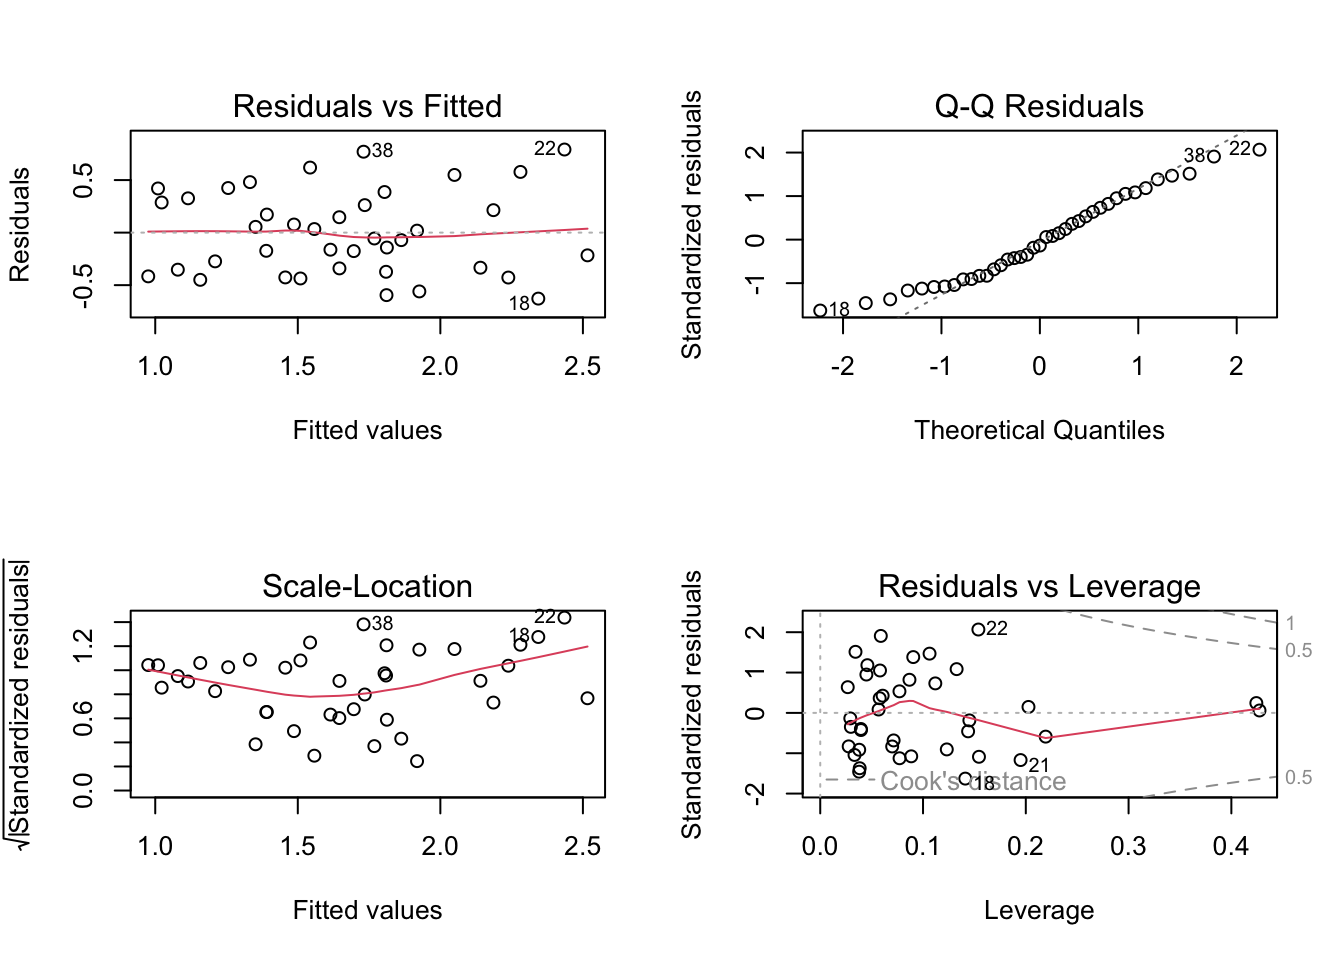 Residuals vs Fitted
Residuals
0.5
-0.5
38
22
18
1.0 1.5 2.0 2.5
Fitted values
Q-Q Residuals
Standardized residuals
2
1
0
-1
38 22
18
-2 -1 0 1 2
Theoretical Quantiles
Scale-Location
√|Standardized residuals|
1.2
0.6
0.0
38
22
18
1.0 1.5 2.0 2.5
Fitted values
Residuals vs Leverage
Standardized residuals
2
1
0
-2
22
21
18
Cook's distance
1
0.5
0.5
0.0 0.1 0.2 0.3 0.4
Leverage